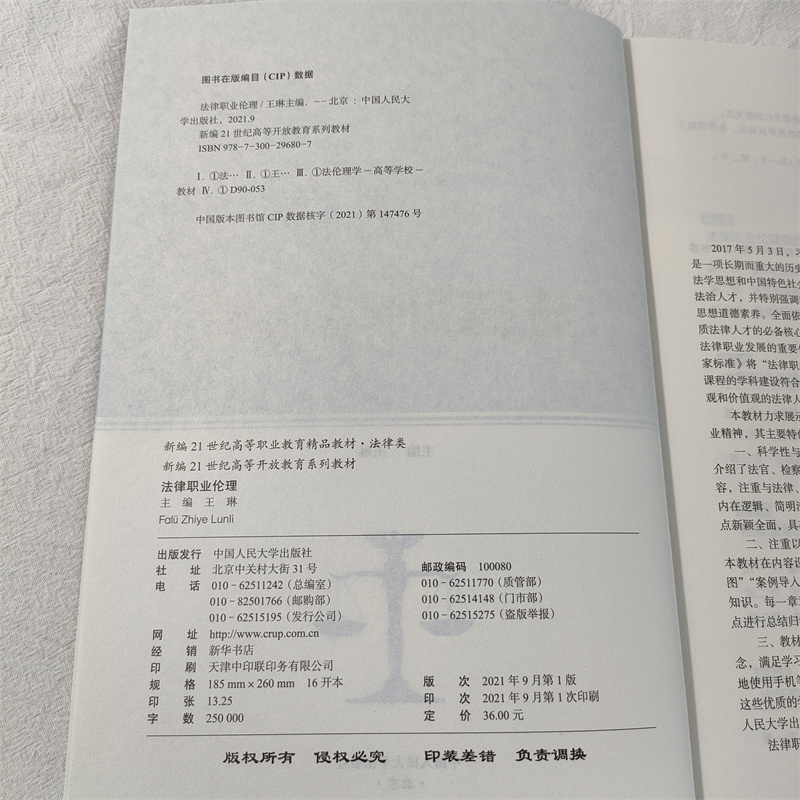 图书在版编目(CIP)数据
法律职业伦理/王琳主编. --北京:中国人民大
学出版社,2021.9
新编21世纪高等开放教育系列教材
ISBN 978-7-300-29680-7
Ⅰ.①法… Ⅱ.①王… Ⅲ.①法伦理学-高等学校-
教材 Ⅳ.①D90-053
中国版本图书馆CIP数据核字(2021)第147476号
新编21世纪高等职业教育精品教材·法律类
新编21世纪高等开放教育系列教材
法律职业伦理
主 编 王 琳
Falü Zhiye Lunli
出版发行 中国人民大学出版社
社 址 北京中关村大街31号 邮政编码 100080
电 话 010-62511242(总编室) 010-62511770(质管部)
010-82501766(邮购部) 010-62514148(门市部)
010-62515195(发行公司) 010-62515275(盗版举报)
网 址 http://www.crup.com.cn
经 销 新华书店
印 刷 天津中印联印务有限公司
规 格 185 mm×260 mm 16开本 版 次 2021年9月第1版
印 张 13.25 印 次 2021年9月第1次印刷
字 数 250 000 定 价 36.00元
版权所有 侵权必究 印装差错 负责调换
2017年5月3日,习
是一项长期而重大的历史
法学思想和中国特色社会
法治人才,并特别强调
思想道德素养。全面依
质法律人才的必备核心
法律职业发展的重要
家标准》将“法律职
课程的学科建设符合
观和价值观的法律人
本教材力求展示
业精神,其主要特
一、科学性与
介绍了法官、检察
容,注重与法律、
内在逻辑、简明
点新颖全面,具
二、注重以
本教材在内容设
图”“案例导入
知识。每一章
点进行总结归
三、教材
念,满足学习
地使用手机等
这些优质的
人民大学出
法律职